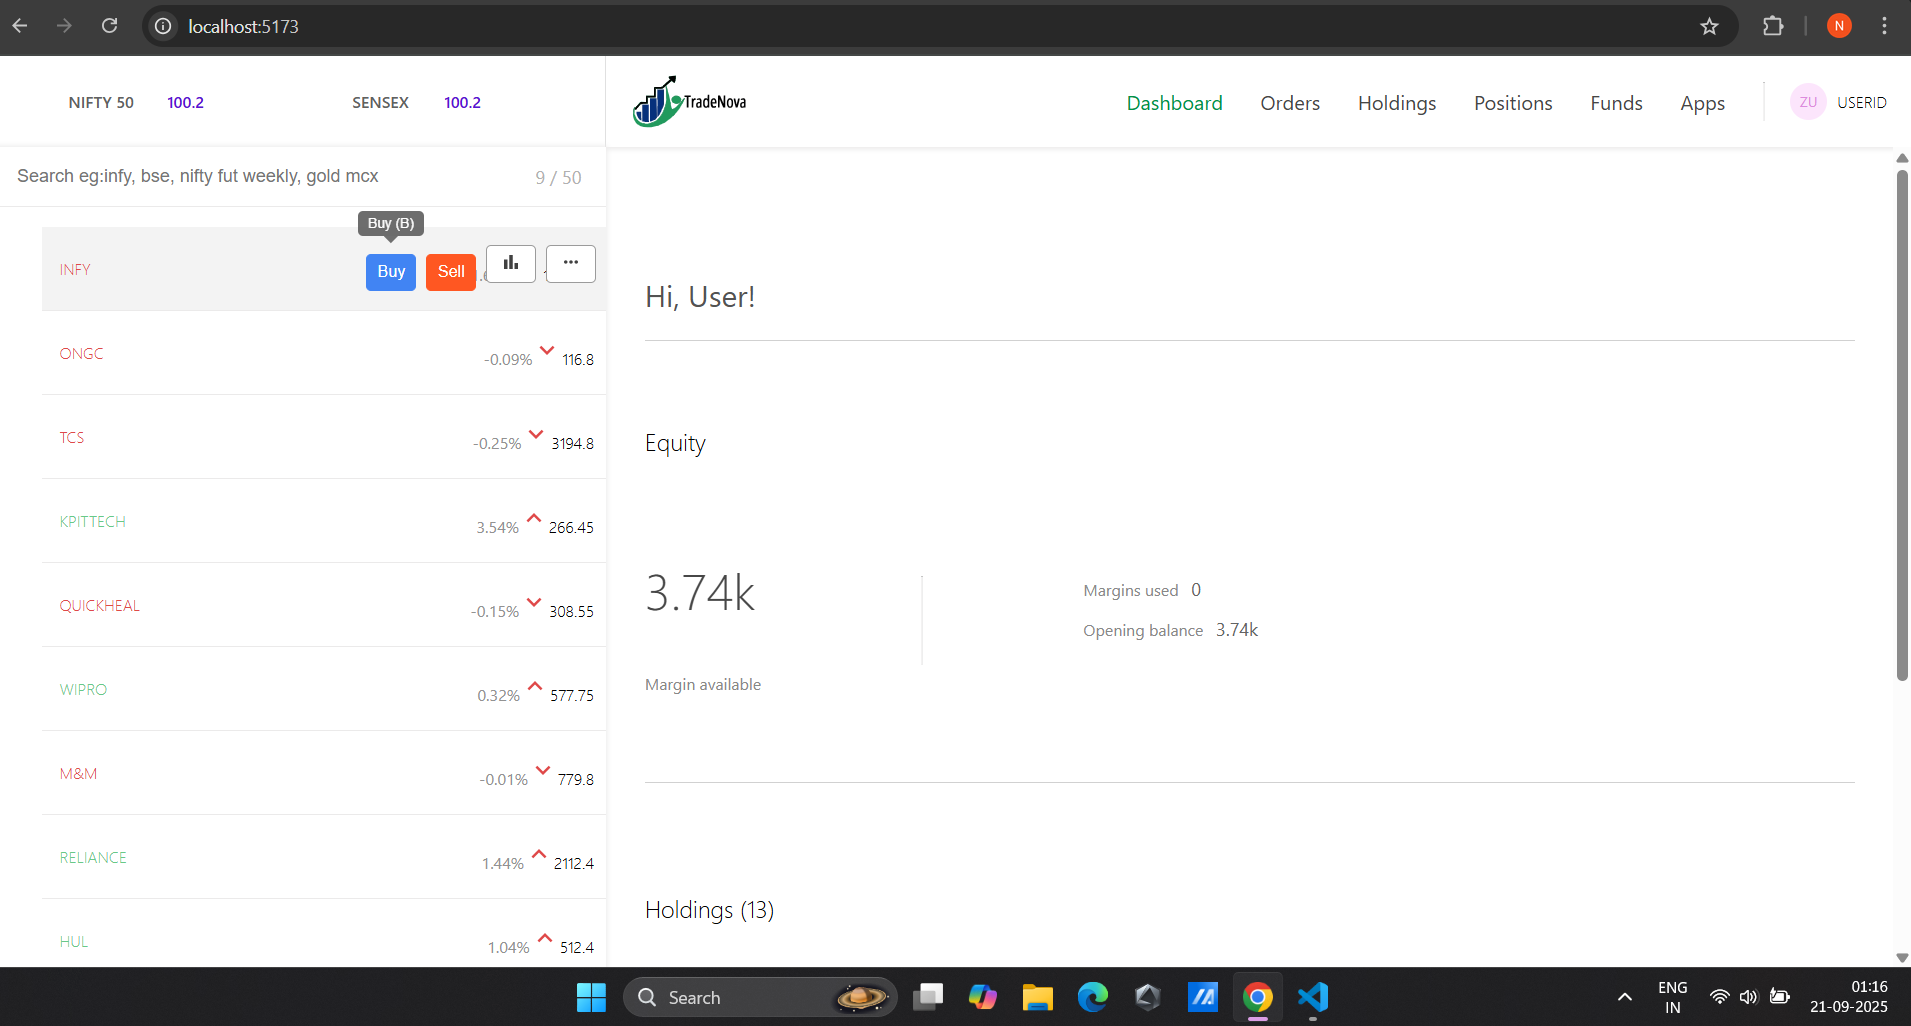 localhost:5173
N
NIFTY 50 100.2 SENSEX 100.2
TradeNova
Dashboard Orders Holdings Positions Funds Apps
ZU USERID
Search eg:infy, bse, nifty fut weekly, gold mcx 9 / 50
Buy (B)
INFY Buy Sell
ONGC -0.09% 116.8
TCS -0.25% 3194.8
KPITTECH 3.54% 266.45
QUICKHEAL -0.15% 308.55
WIPRO 0.32% 577.75
M&M -0.01% 779.8
RELIANCE 1.44% 2112.4
HUL 1.04% 512.4
Hi, User!
Equity
3.74k
Margin available
Margins used 0
Opening balance 3.74k
Holdings (13)
Search
ENG
IN
01:16
21-09-2025